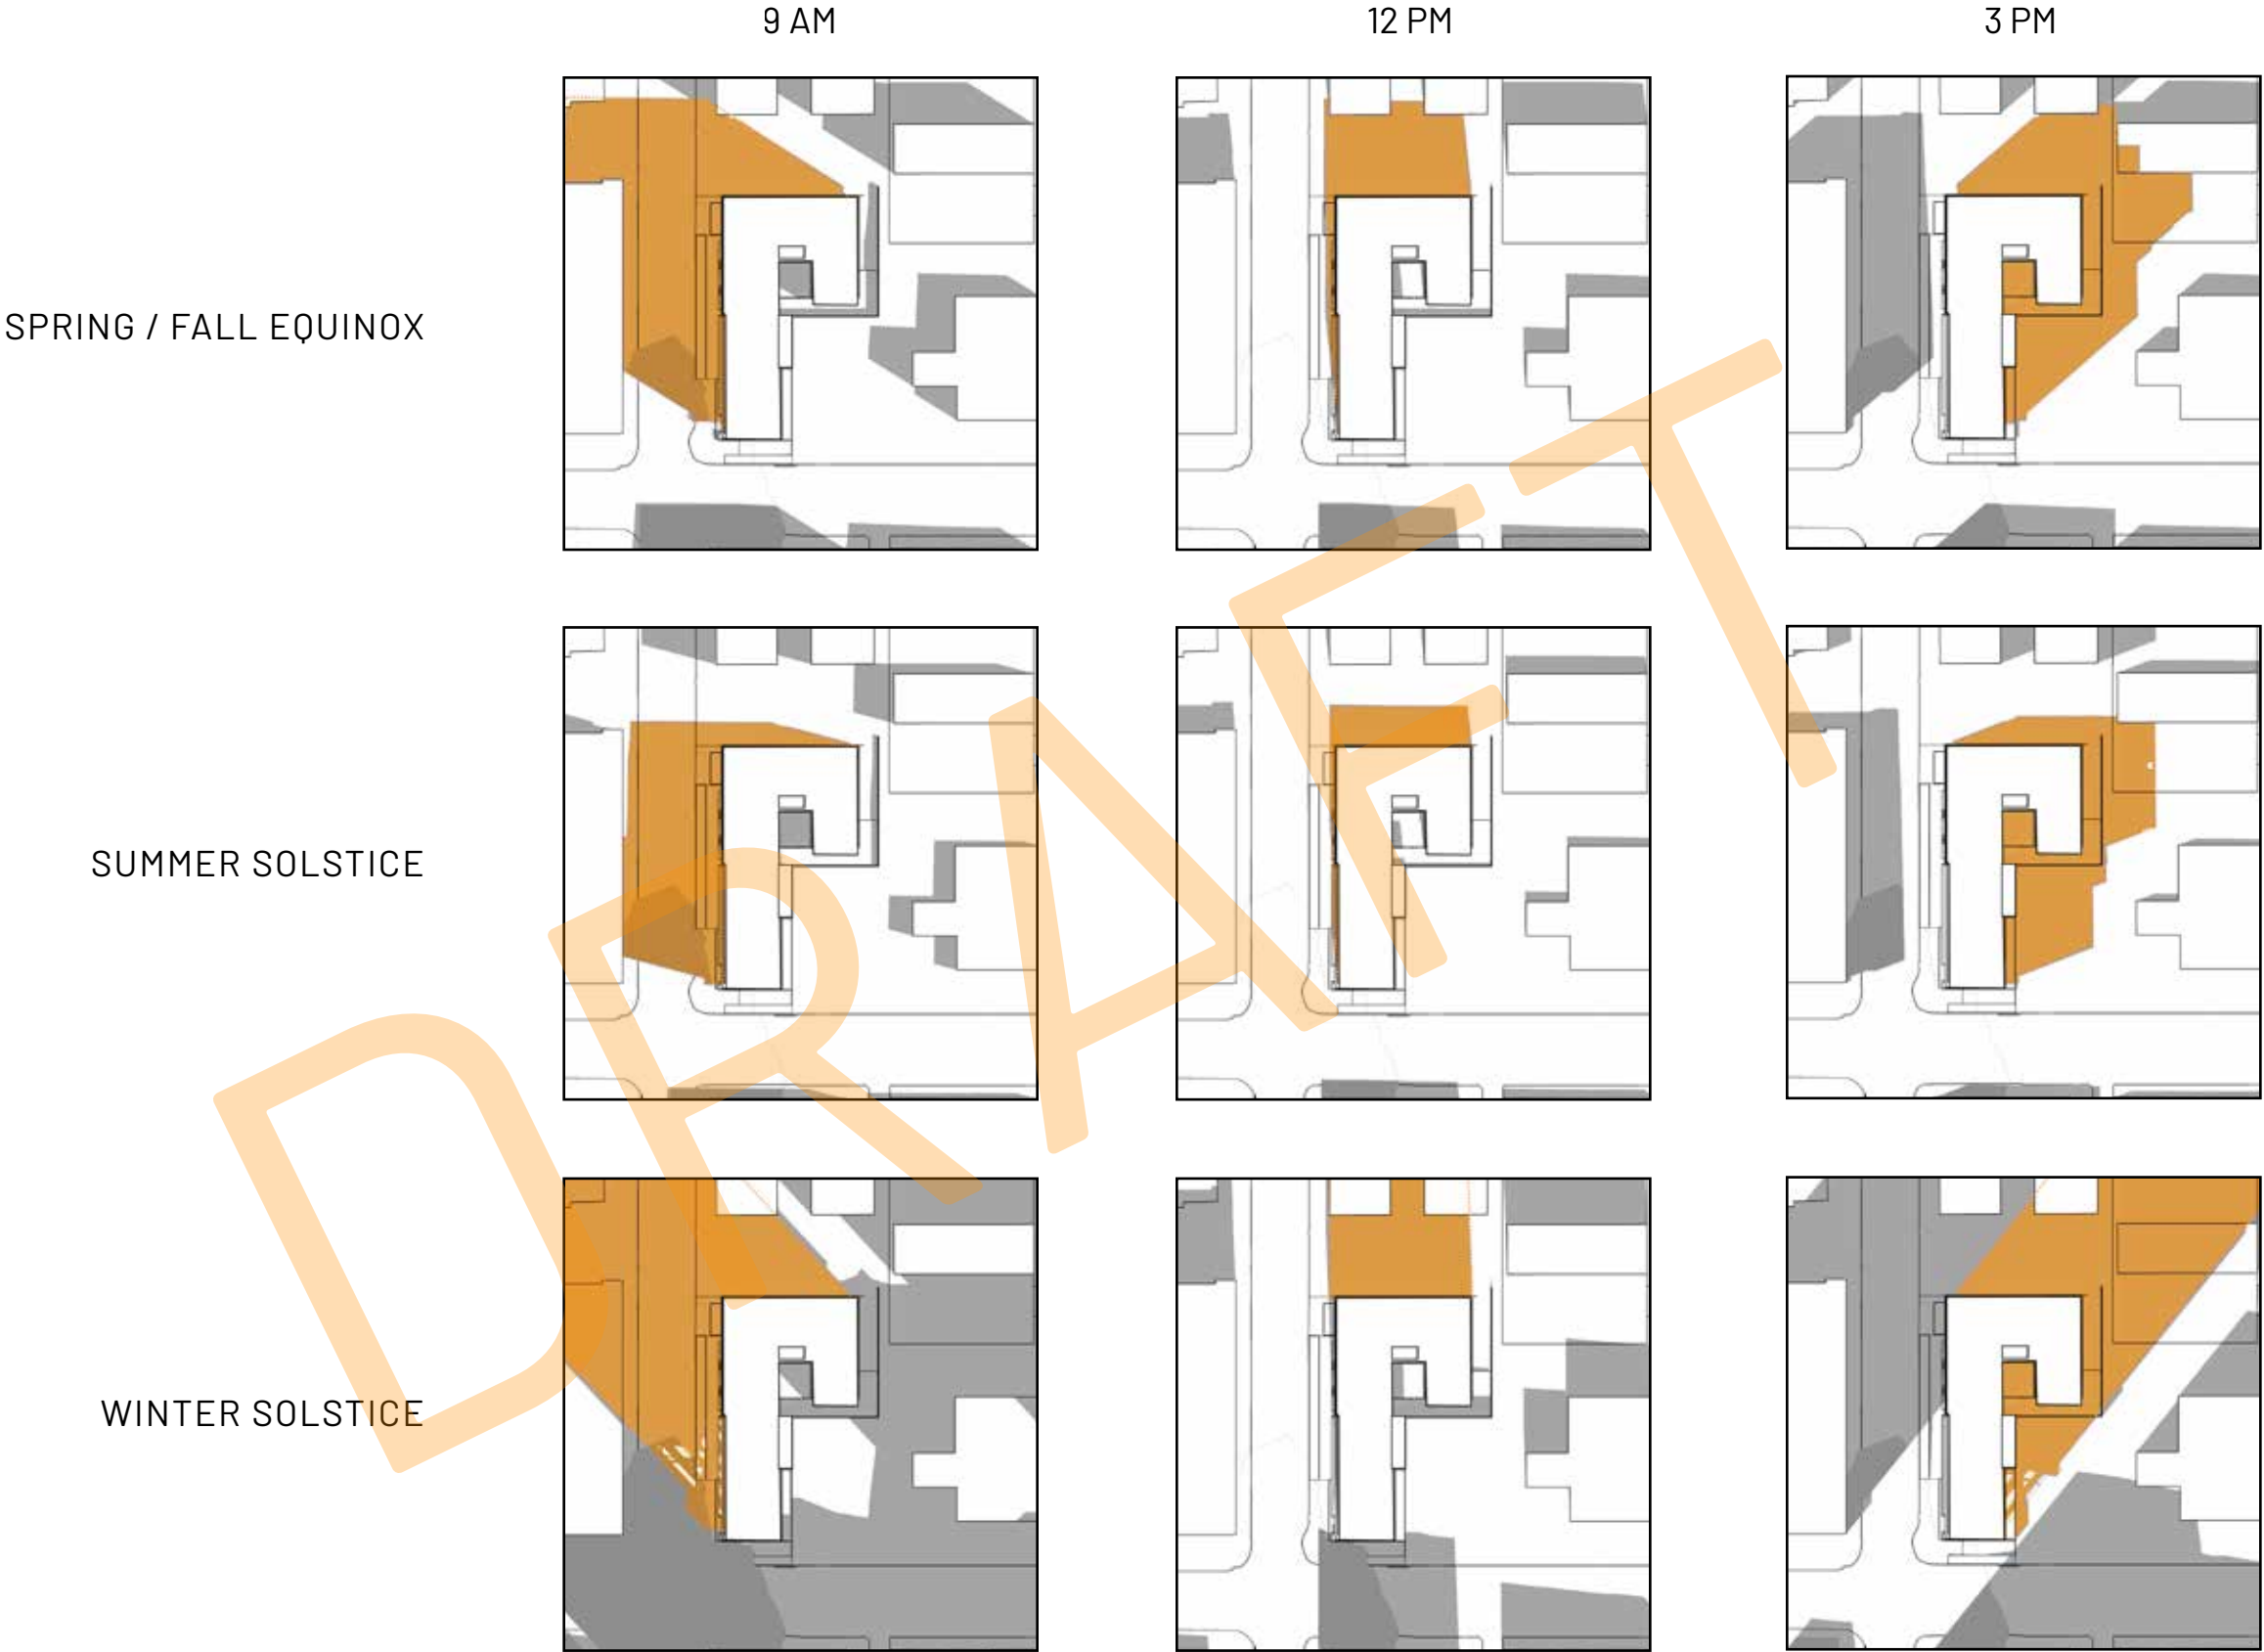 9 AM
12 PM
3 PM
SPRING / FALL EQUINOX
SUMMER SOLSTICE
WINTER SOLSTICE
DRAFT